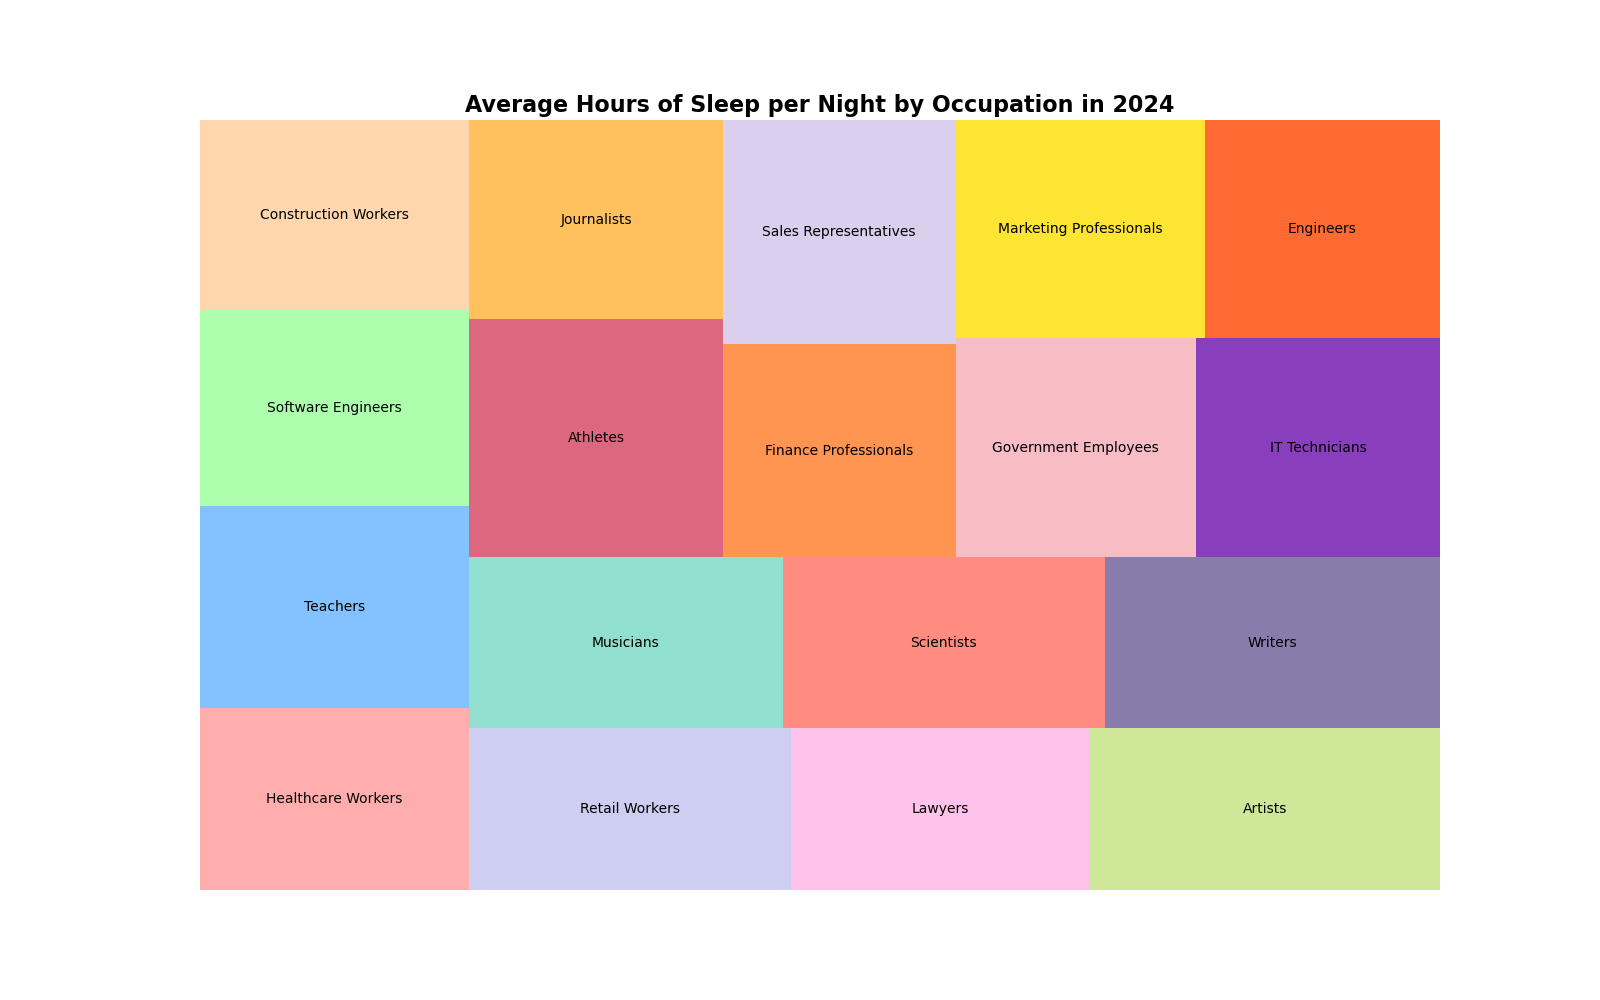 Average Hours of Sleep per Night by Occupation in 2024
Construction Workers
Journalists
Sales Representatives
Marketing Professionals
Engineers
Software Engineers
Athletes
Finance Professionals
Government Employees
IT Technicians
Teachers
Musicians
Scientists
Writers
Healthcare Workers
Retail Workers
Lawyers
Artists